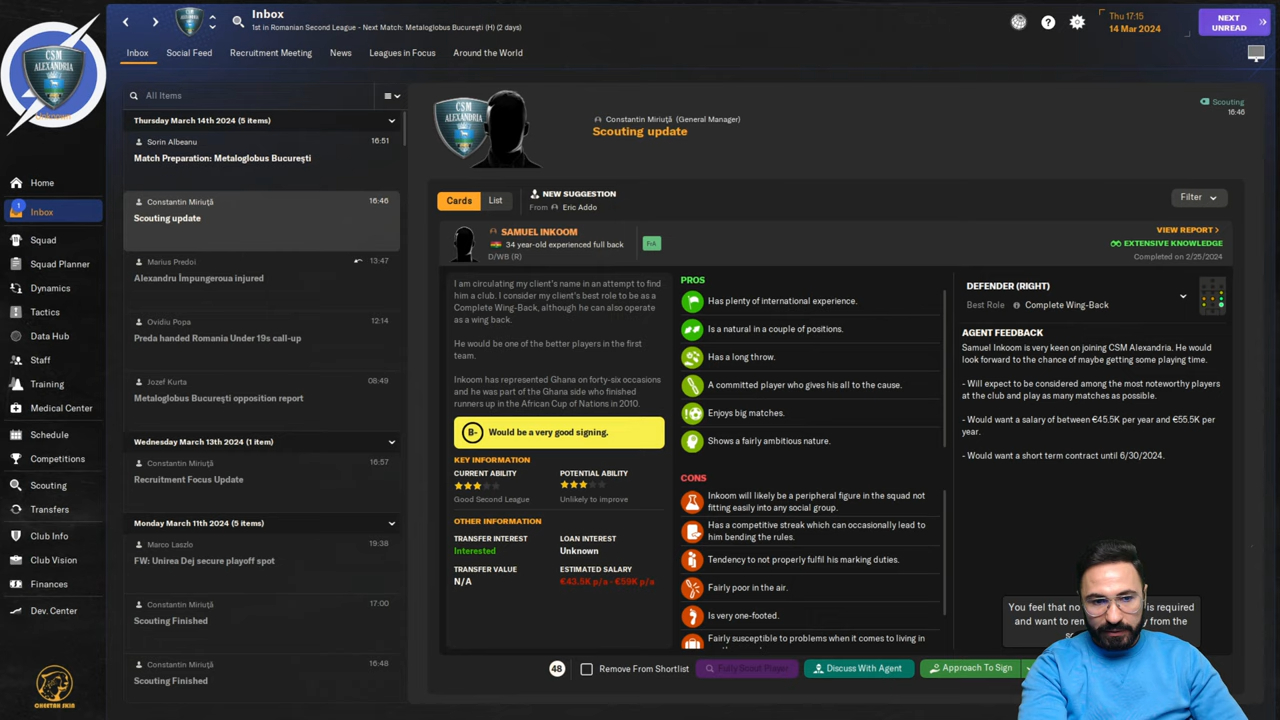 Inbox
1st in Romanian Second League - Next Match: Metaloglobus București (H) (2 days)
Thu 17:15
14 Mar 2024
NEXT
UNREAD
Inbox
Social Feed
Recruitment Meeting
News
Leagues in Focus
Around the World
CSM
ALEXANDRIA
Home
1
Inbox
Squad
Squad Planner
Dynamics
Tactics
Data Hub
Staff
Training
Medical Center
Schedule
Competitions
Scouting
Transfers
Club Info
Club Vision
Finances
Dev. Center
CHEETAH SKIN
All Items
Thursday March 14th 2024 (5 items)
Sorin Albeanu
16:51
Match Preparation: Metaloglobus București
Constantin Miriuță
16:46
Scouting update
Marius Predoi
13:47
Alexandru Împungeroua injured
Ovidiu Popa
12:14
Preda handed Romania Under 19s call-up
Jozef Kurta
08:49
Metaloglobus București opposition report
Wednesday March 13th 2024 (1 item)
Constantin Miriuță
16:57
Recruitment Focus Update
Monday March 11th 2024 (5 items)
Marco Laszlo
19:38
FW: Unirea Dej secure playoff spot
Constantin Miriuță
17:00
Scouting Finished
Constantin Miriuță
16:48
Scouting Finished
CSM
ALEXANDRIA
Constantin Miriuță (General Manager)
Scouting update
Scouting
16:46
Cards
List
NEW SUGGESTION
From Eric Addo
Filter
SAMUEL INKOOM
34 year-old experienced full back
D/WB (R)
FrA
VIEW REPORT >
EXTENSIVE KNOWLEDGE
Completed on 2/25/2024
I am circulating my client's name in an attempt to find
him a club. I consider my client's best role to be as a
Complete Wing-Back, although he can also operate
as a wing back.
He would be one of the better players in the first
team.
Inkoom has represented Ghana on forty-six occasions
and he was part of the Ghana side who finished
runners up in the African Cup of Nations in 2010.
B-
Would be a very good signing.
KEY INFORMATION
CURRENT ABILITY
POTENTIAL ABILITY
Good Second League
Unlikely to improve
OTHER INFORMATION
TRANSFER INTEREST
LOAN INTEREST
Interested
Unknown
TRANSFER VALUE
ESTIMATED SALARY
N/A
€43.5K p/a - €59K p/a
PROS
Has plenty of international experience.
Is a natural in a couple of positions.
Has a long throw.
A committed player who gives his all to the cause.
Enjoys big matches.
Shows a fairly ambitious nature.
CONS
Inkoom will likely be a peripheral figure in the squad not
fitting easily into any social group.
Has a competitive streak which can occasionally lead to
him bending the rules.
Tendency to not properly fulfil his marking duties.
Fairly poor in the air.
Is very one-footed.
Fairly susceptible to problems when it comes to living in
DEFENDER (RIGHT)
Best Role
Complete Wing-Back
AGENT FEEDBACK
Samuel Inkoom is very keen on joining CSM Alexandria. He would
look forward to the chance of maybe getting some playing time.
- Will expect to be considered among the most noteworthy players
at the club and play as many matches as possible.
- Would want a salary of between €45.5K per year and €55.5K per
year.
- Would want a short term contract until 6/30/2024.
You feel that no
is required
and want to
from the
48
Remove From Shortlist
Fully Scout Player
Discuss With Agent
Approach To Sign